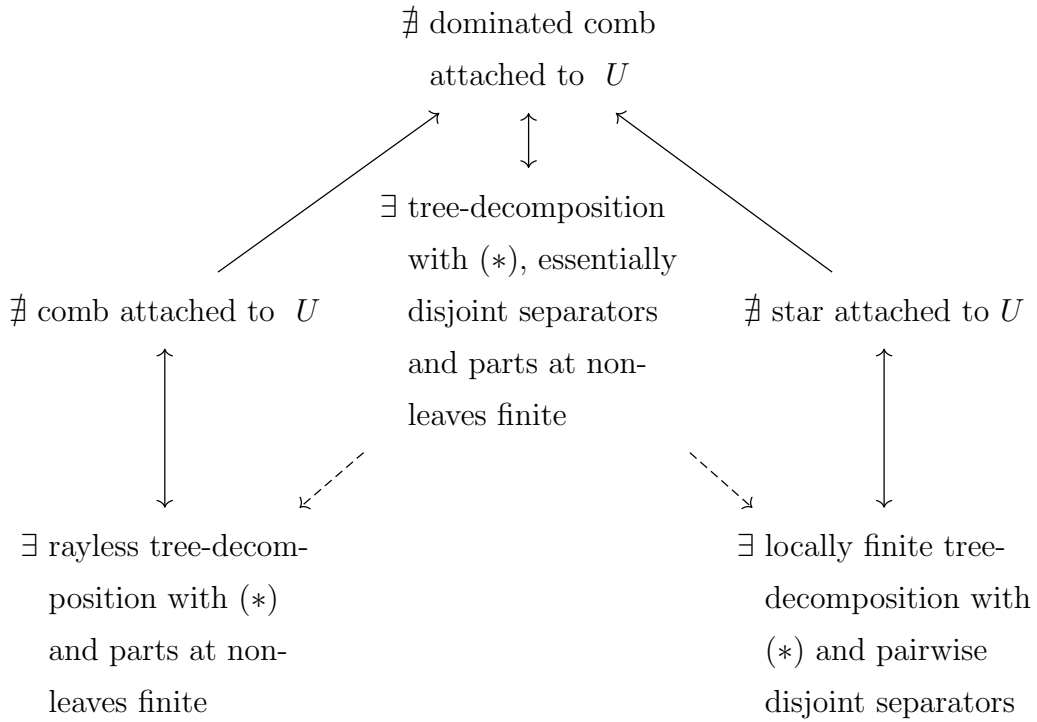 ∄ dominated comb
attached to U
∃ tree-decomposition
with (∗), essentially
disjoint separators
and parts at non-
leaves finite
∄ comb attached to U
∄ star attached to U
∃ rayless tree-decom-
position with (∗)
and parts at non-
leaves finite
∃ locally finite tree-
decomposition with
(∗) and pairwise
disjoint separators